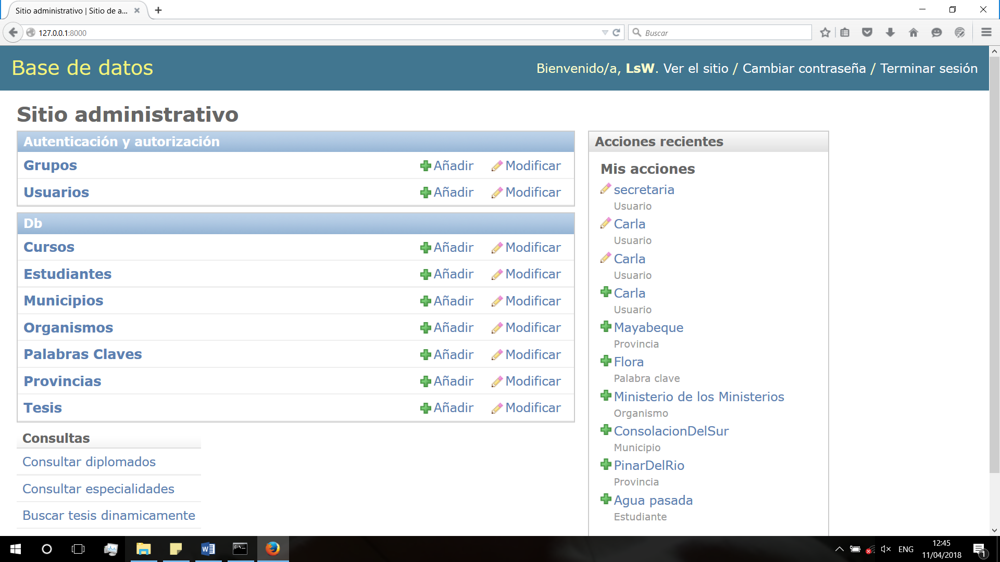 Sitio administrativo | Sitio de a...
127.0.0.1:8000
Buscar
Base de datos
Bienvenido/a, LsW. Ver el sitio / Cambiar contraseña / Terminar sesión
Sitio administrativo
Autenticación y autorización
Grupos Añadir Modificar
Usuarios Añadir Modificar
Db
Cursos Añadir Modificar
Estudiantes Añadir Modificar
Municipios Añadir Modificar
Organismos Añadir Modificar
Palabras Claves Añadir Modificar
Provincias Añadir Modificar
Tesis Añadir Modificar
Consultas
Consultar diplomados
Consultar especialidades
Buscar tesis dinamicamente
Acciones recientes
Mis acciones
secretaria
Usuario
Carla
Usuario
Carla
Usuario
Carla
Usuario
Mayabeque
Provincia
Flora
Palabra clave
Ministerio de los Ministerios
Organismo
ConsolacionDelSur
Municipio
PinarDelRio
Provincia
Agua pasada
Estudiante
ENG
12:45
11/04/2018
1